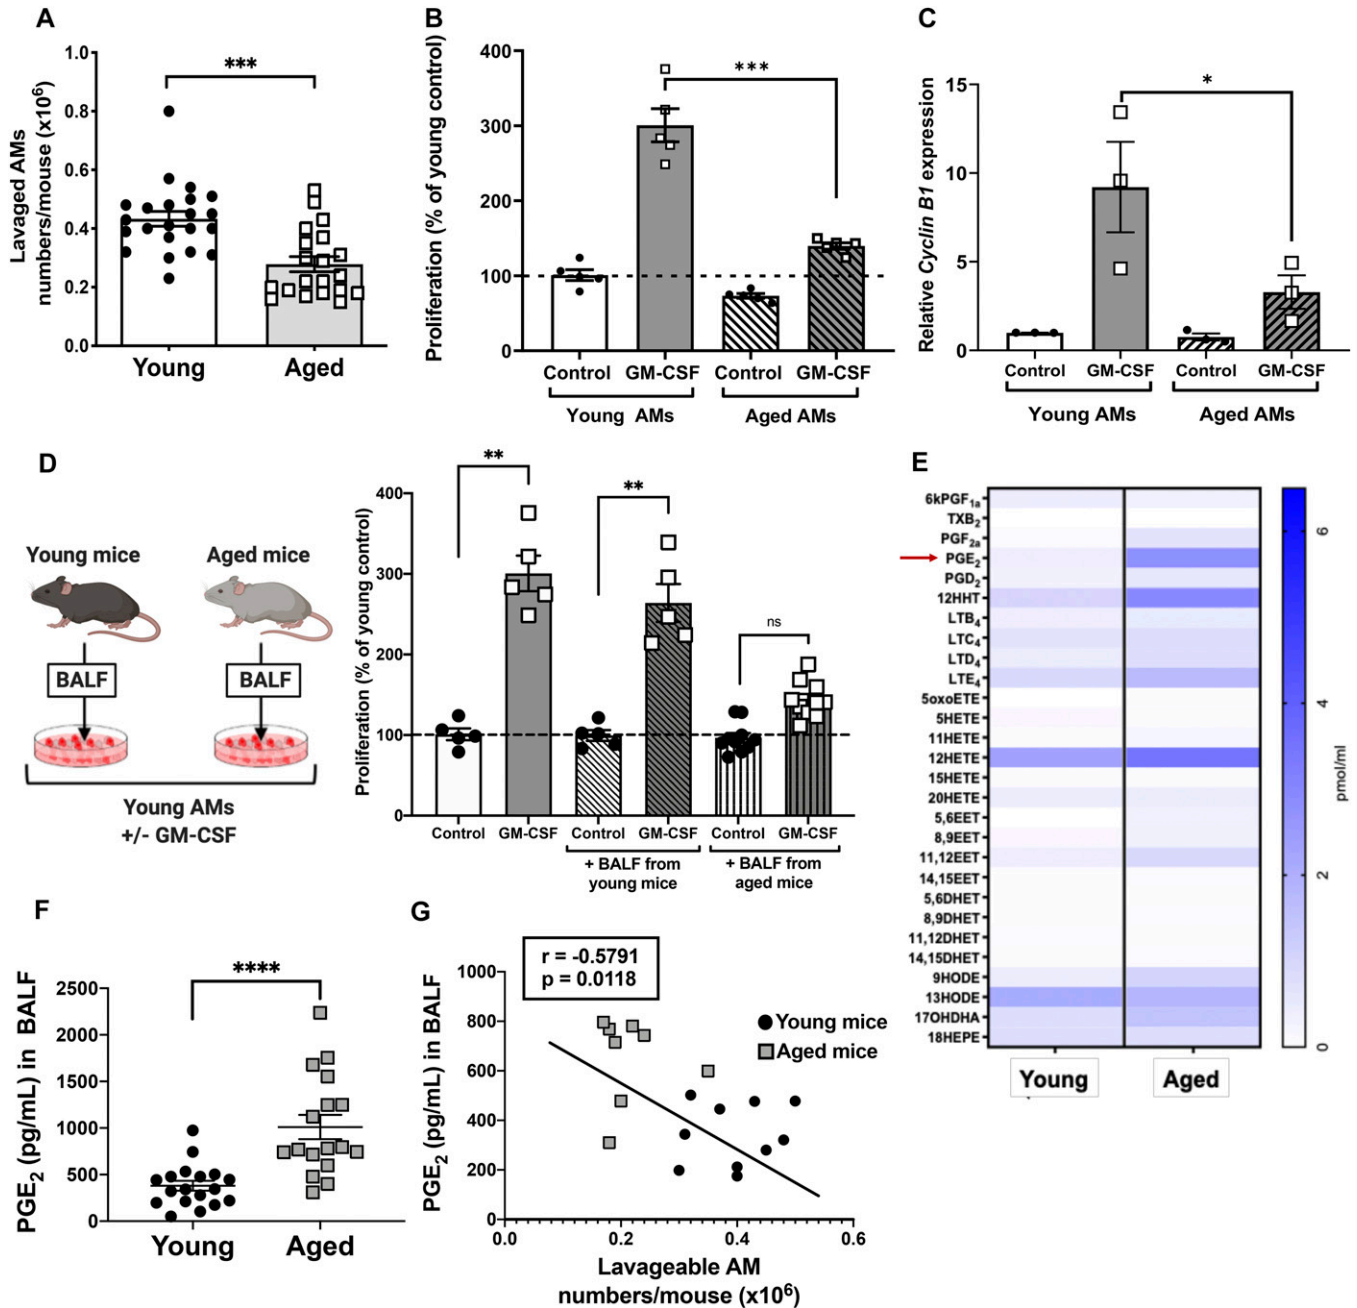 A
Lavaged AMs
numbers/mouse (x10⁶)
1.0
0.8
0.6
0.4
0.2
0.0
***
Young
Aged
B
Proliferation (% of young control)
400
300
200
100
0
***
Control
GM-CSF
Control
GM-CSF
Young AMs
Aged AMs
C
Relative Cyclin B1 expression
15
10
5
0
*
Control
GM-CSF
Control
GM-CSF
Young AMs
Aged AMs
D
Young mice
Aged mice
BALF
BALF
Young AMs
+/- GM-CSF
Proliferation (% of young control)
400
300
200
100
0
**
**
ns
Control
GM-CSF
Control
GM-CSF
Control
GM-CSF
+ BALF from
young mice
+ BALF from
aged mice
E
6kPGF₁ₐ
TXB₂
PGF₂ₐ
PGE₂
PGD₂
12HHT
LTB₄
LTC₄
LTD₄
LTE₄
5oxoETE
5HETE
11HETE
12HETE
15HETE
20HETE
5,6EET
8,9EET
11,12EET
14,15EET
5,6DHET
8,9DHET
11,12DHET
14,15DHET
9HODE
13HODE
17OHDHA
18HEPE
Young
Aged
6
4
2
0
pmol/ml
F
PGE₂ (pg/mL) in BALF
2500
2000
1500
1000
500
0
****
Young
Aged
G
r = -0.5791
p = 0.0118
PGE₂ (pg/mL) in BALF
1000
800
600
400
200
0
Young mice
Aged mice
0.0
0.2
0.4
0.6
Lavageable AM
numbers/mouse (x10⁶)